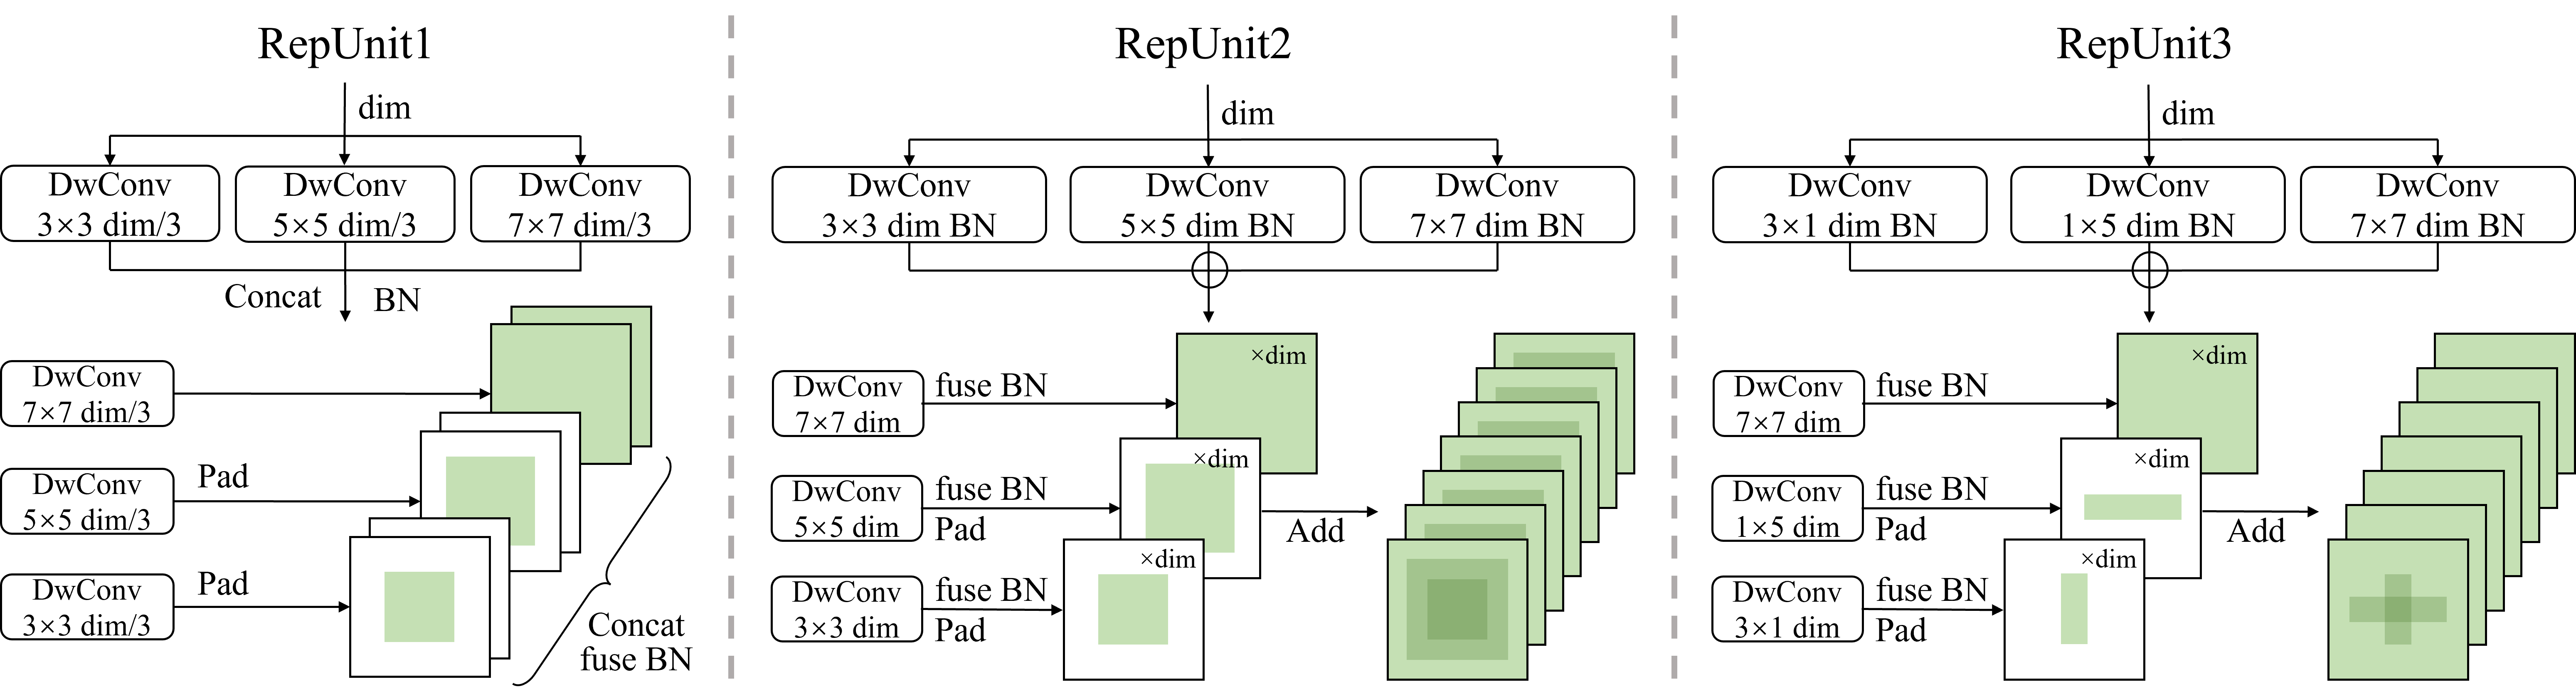 RepUnit1
dim
DwConv
3×3 dim/3
DwConv
5×5 dim/3
DwConv
7×7 dim/3
Concat
BN
DwConv
7×7 dim/3
DwConv
5×5 dim/3
Pad
DwConv
3×3 dim/3
Pad
Concat
fuse BN
RepUnit2
dim
DwConv
3×3 dim BN
DwConv
5×5 dim BN
DwConv
7×7 dim BN
DwConv
7×7 dim
fuse BN
×dim
DwConv
5×5 dim
fuse BN
Pad
×dim
DwConv
3×3 dim
fuse BN
Pad
×dim
Add
RepUnit3
dim
DwConv
3×1 dim BN
DwConv
1×5 dim BN
DwConv
7×7 dim BN
DwConv
7×7 dim
fuse BN
×dim
DwConv
1×5 dim
fuse BN
Pad
×dim
DwConv
3×1 dim
fuse BN
Pad
×dim
Add